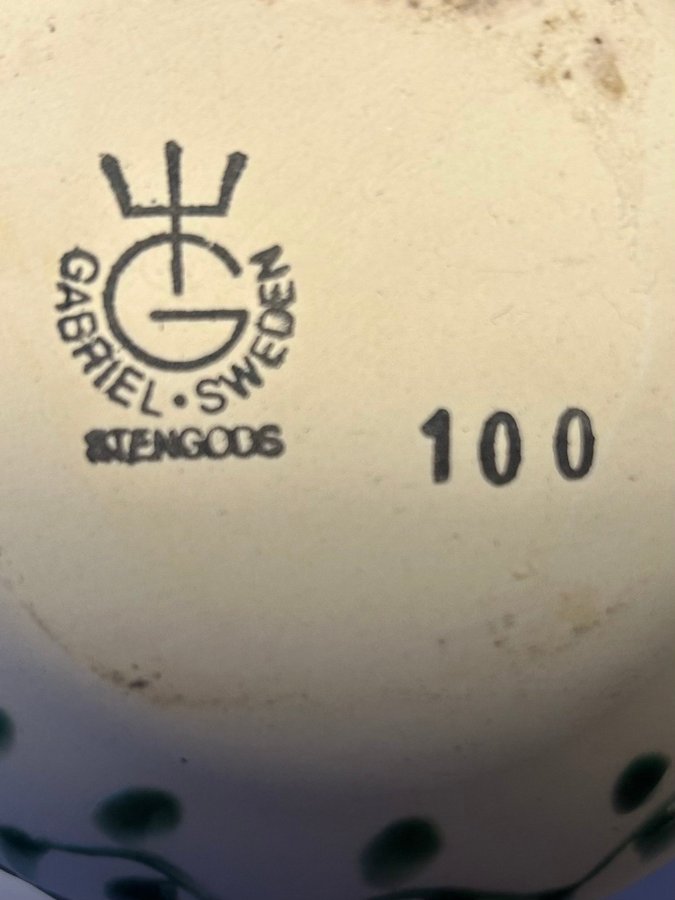 G
GABRIEL · SWEDEN
STENGODS
100